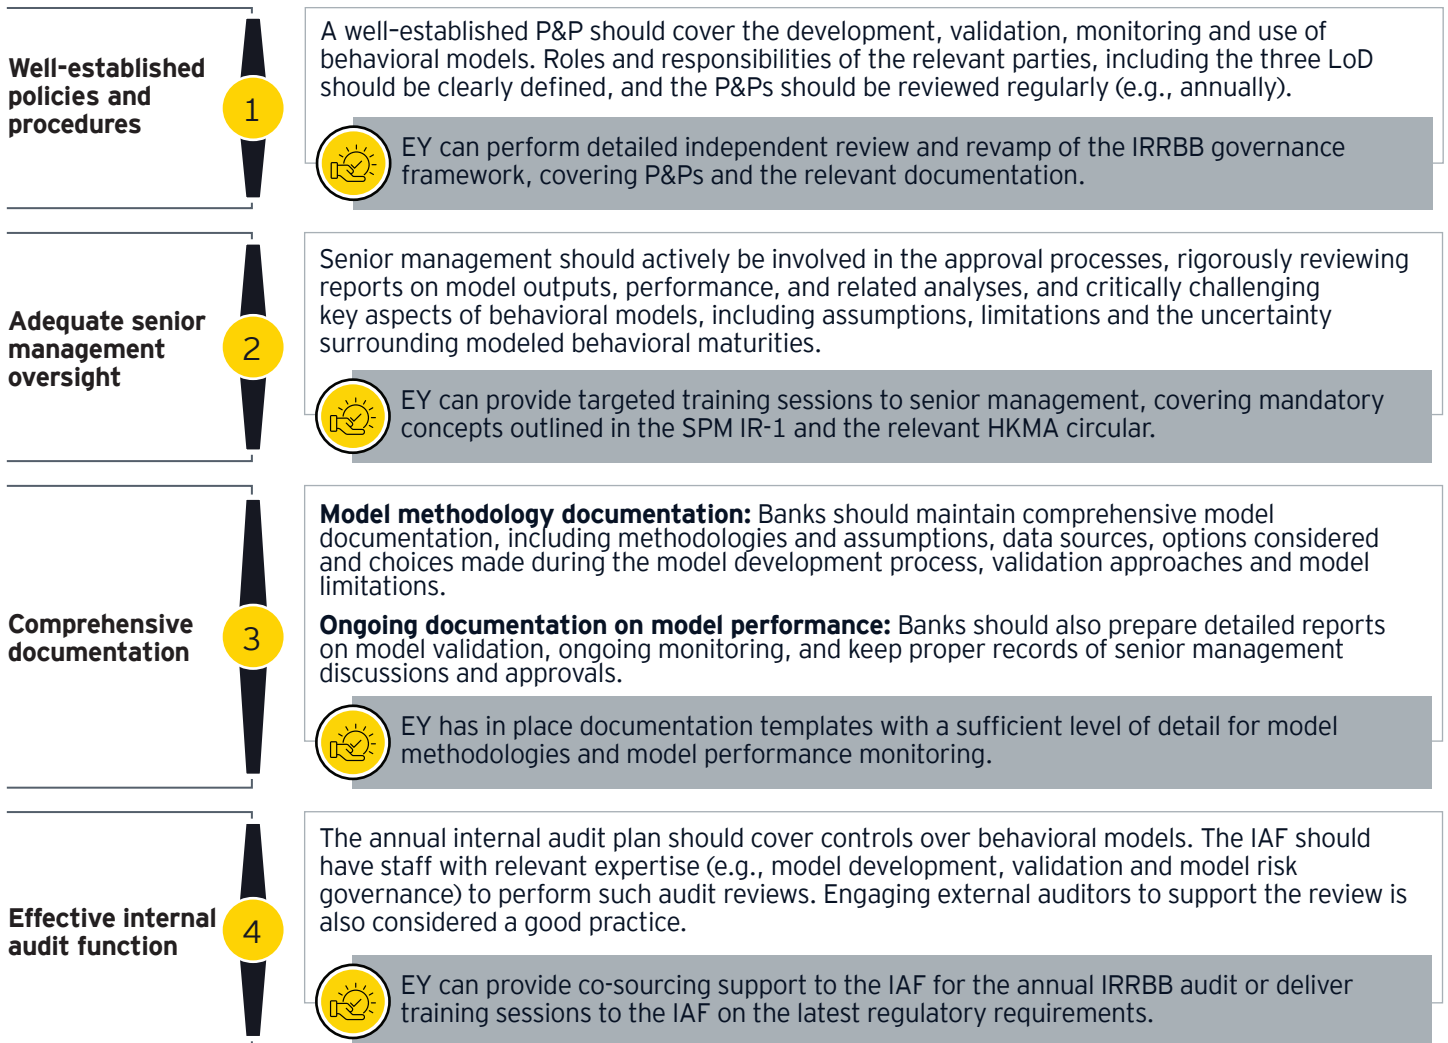 Well-established
policies and
procedures
1
A well-established P&P should cover the development, validation, monitoring and use of
behavioral models. Roles and responsibilities of the relevant parties, including the three LoD
should be clearly defined, and the P&Ps should be reviewed regularly (e.g., annually).
EY can perform detailed independent review and revamp of the IRRBB governance
framework, covering P&Ps and the relevant documentation.
Adequate senior
management
oversight
2
Senior management should actively be involved in the approval processes, rigorously reviewing
reports on model outputs, performance, and related analyses, and critically challenging
key aspects of behavioral models, including assumptions, limitations and the uncertainty
surrounding modeled behavioral maturities.
EY can provide targeted training sessions to senior management, covering mandatory
concepts outlined in the SPM IR-1 and the relevant HKMA circular.
Comprehensive
documentation
3
Model methodology documentation: Banks should maintain comprehensive model
documentation, including methodologies and assumptions, data sources, options considered
and choices made during the model development process, validation approaches and model
limitations.
Ongoing documentation on model performance: Banks should also prepare detailed reports
on model validation, ongoing monitoring, and keep proper records of senior management
discussions and approvals.
EY has in place documentation templates with a sufficient level of detail for model
methodologies and model performance monitoring.
Effective internal
audit function
4
The annual internal audit plan should cover controls over behavioral models. The IAF should
have staff with relevant expertise (e.g., model development, validation and model risk
governance) to perform such audit reviews. Engaging external auditors to support the review is
also considered a good practice.
EY can provide co-sourcing support to the IAF for the annual IRRBB audit or deliver
training sessions to the IAF on the latest regulatory requirements.